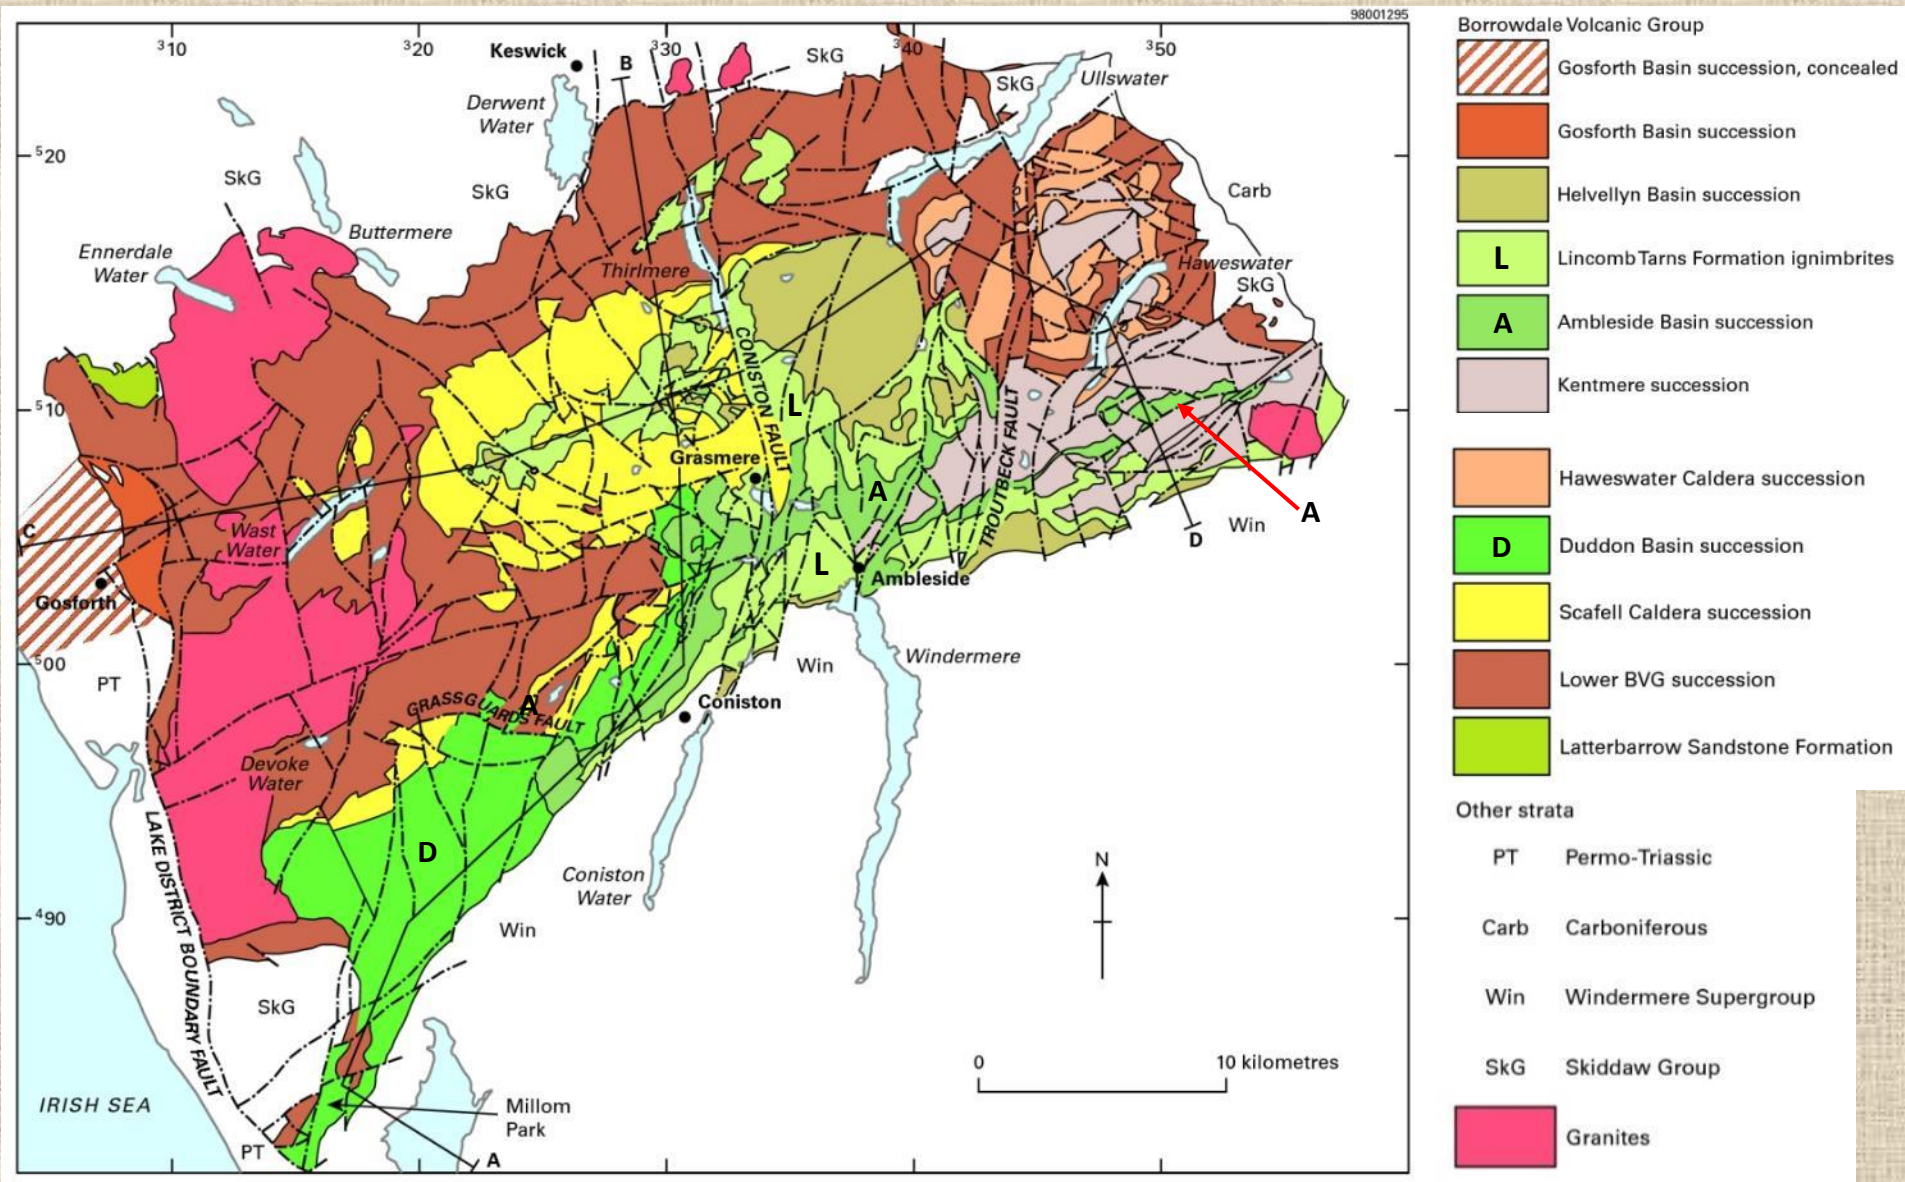 98001295
³10
³20
³30
³40
³50
Keswick
B
SkG
SkG
Ullswater
Derwent
Water
⁵20
SkG
SkG
Carb
Buttermere
Ennerdale
Water
Thirlmere
Haweswater
SkG
CONISTON FAULT
⁵10
L
TROUTBECK FAULT
Grasmere
A
A
C
Wast
Water
Win
D
L
Ambleside
Gosforth
⁵00
PT
Win
Windermere
A
GRASSGUARDS FAULT
Coniston
Devoke
Water
LAKE DISTRICT BOUNDARY FAULT
D
Coniston
Water
N
⁴90
Win
SkG
0
10 kilometres
IRISH SEA
Millom
Park
PT
A
Borrowdale Volcanic Group
Gosforth Basin succession, concealed
Gosforth Basin succession
Helvellyn Basin succession
L Lincomb Tarns Formation ignimbrites
A Ambleside Basin succession
Kentmere succession
Haweswater Caldera succession
D Duddon Basin succession
Scafell Caldera succession
Lower BVG succession
Latterbarrow Sandstone Formation
Other strata
PT Permo-Triassic
Carb Carboniferous
Win Windermere Supergroup
SkG Skiddaw Group
Granites